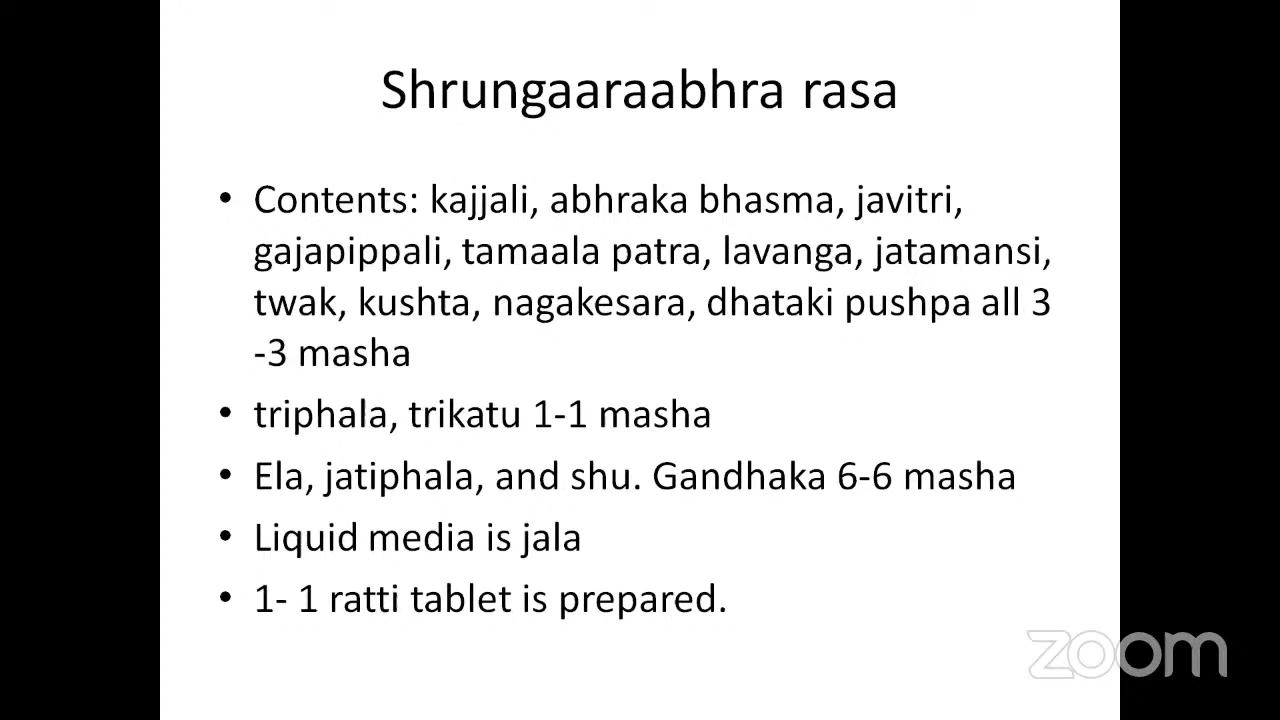 Shrungaaraabhra rasa
• Contents: kajjali, abhraka bhasma, javitri,
gajapippali, tamaala patra, lavanga, jatamansi,
twak, kushta, nagakesara, dhataki pushpa all 3
-3 masha
• triphala, trikatu 1-1 masha
• Ela, jatiphala, and shu. Gandhaka 6-6 masha
• Liquid media is jala
• 1- 1 ratti tablet is prepared.
zoom